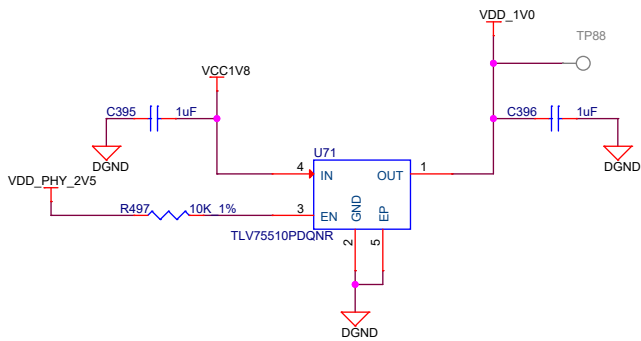 VDD_1V0
TP88
VCC1V8
C395 1uF
C396 1uF
DGND
U71
DGND
VDD_PHY_2V5
4 IN OUT 1
R497 10K_1%
3 EN GND EP
TLV75510PDQNR
2 5
DGND